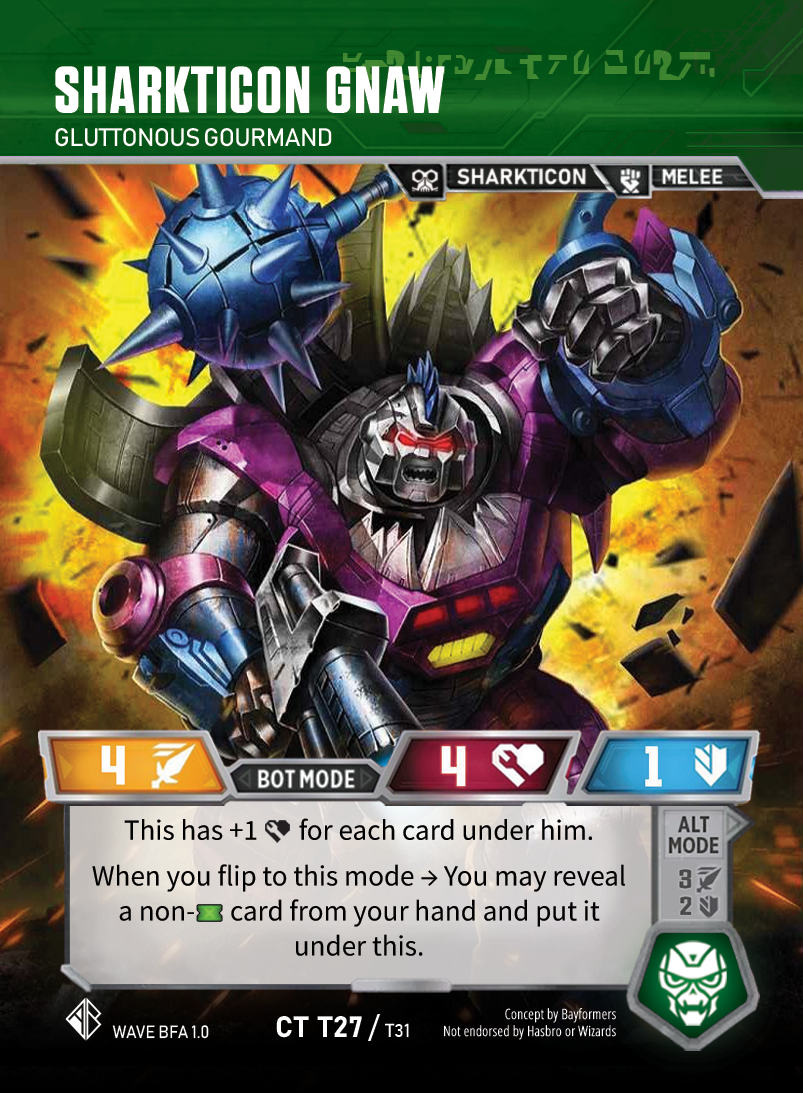 SHARKTICON GNAW
GLUTTONOUS GOURMAND
SHARKTICON MELEE
4 4 1
BOT MODE
This has +1 for each card under him.
When you flip to this mode → You may reveal
a non- card from your hand and put it
under this.
ALT
MODE
3
2
WAVE BFA 1.0
CT T27 / T31
Concept by Bayformers
Not endorsed by Hasbro or Wizards